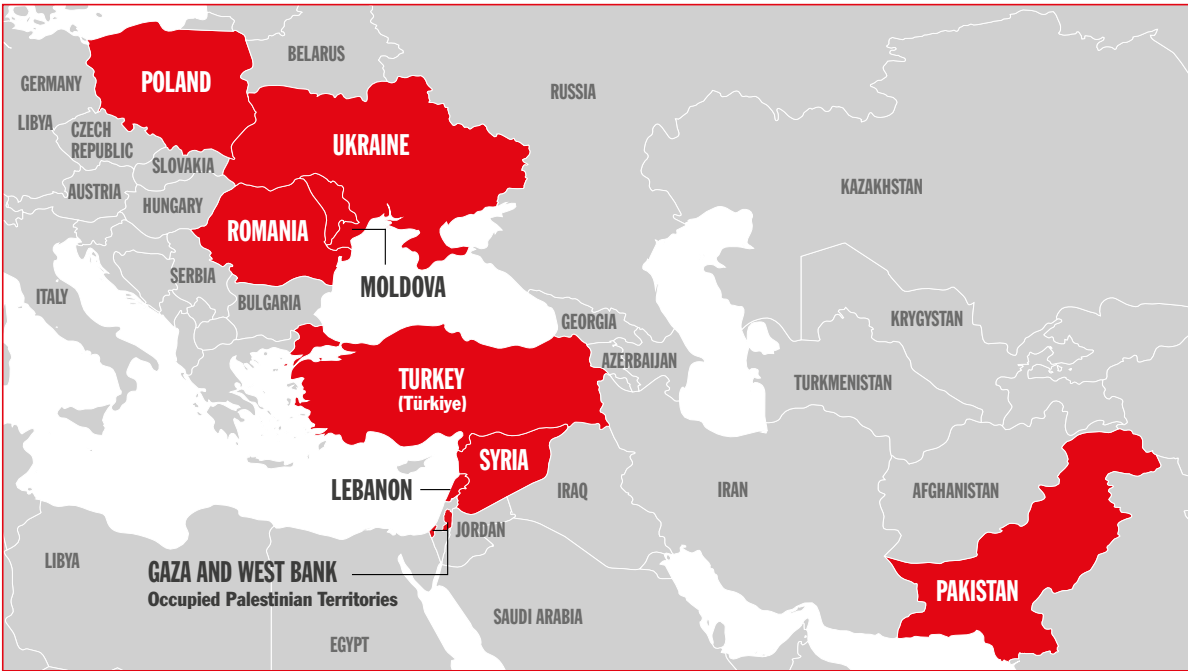 BELARUS
POLAND
GERMANY
RUSSIA
LIBYA
CZECH
REPUBLIC
UKRAINE
SLOVAKIA
AUSTRIA
KAZAKHSTAN
HUNGARY
ROMANIA
SERBIA
MOLDOVA
ITALY
BULGARIA
GEORGIA
KRYGYSTAN
AZERBAIJAN
TURKEY
(Türkiye)
TURKMENISTAN
SYRIA
LEBANON
IRAQ
IRAN
AFGHANISTAN
JORDAN
LIBYA
GAZA AND WEST BANK
Occupied Palestinian Territories
PAKISTAN
SAUDI ARABIA
EGYPT